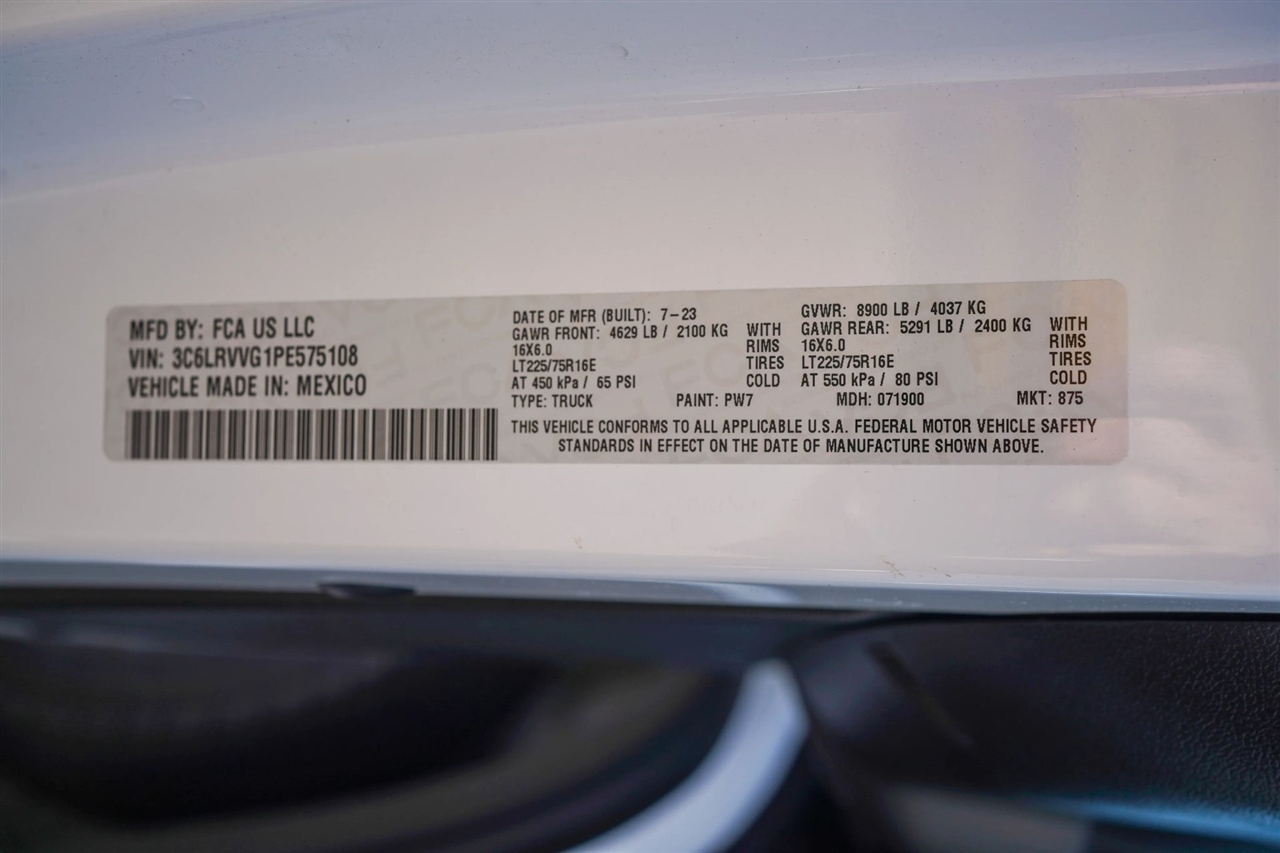 MFD BY: FCA US LLC
VIN: 3C6LRVVG1PE575108
VEHICLE MADE IN: MEXICO
DATE OF MFR (BUILT): 7-23
GAWR FRONT: 4629 LB / 2100 KG WITH
16X6.0 RIMS
LT225/75R16E TIRES
AT 450 kPa / 65 PSI COLD
GVWR: 8900 LB / 4037 KG
GAWR REAR: 5291 LB / 2400 KG WITH
16X6.0 RIMS
LT225/75R16E TIRES
AT 550 kPa / 80 PSI COLD
TYPE: TRUCK PAINT: PW7 MDH: 071900 MKT: 875
THIS VEHICLE CONFORMS TO ALL APPLICABLE U.S.A. FEDERAL MOTOR VEHICLE SAFETY
STANDARDS IN EFFECT ON THE DATE OF MANUFACTURE SHOWN ABOVE.